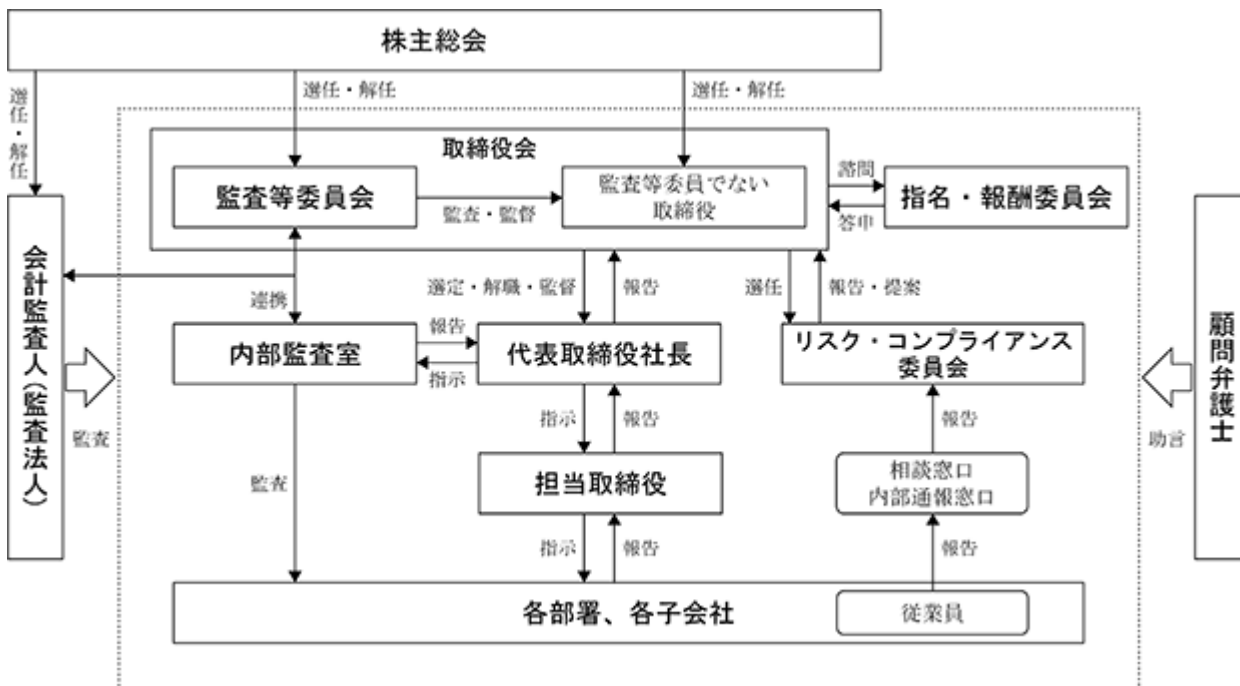 株主総会
選任・解任
選任・解任
選任・解任
取締役会
監査等委員会
監査・監督
監査等委員でない
取締役
諮問
答申
指名・報酬委員会
会計監査人(監査法人)
監査
連携
選定・解職・監督
報告
選任
報告・提案
内部監査室
報告
指示
代表取締役社長
リスク・コンプライアンス
委員会
顧問弁護士
助言
指示
報告
報告
監査
担当取締役
相談窓口
内部通報窓口
指示
報告
報告
各部署、各子会社
従業員